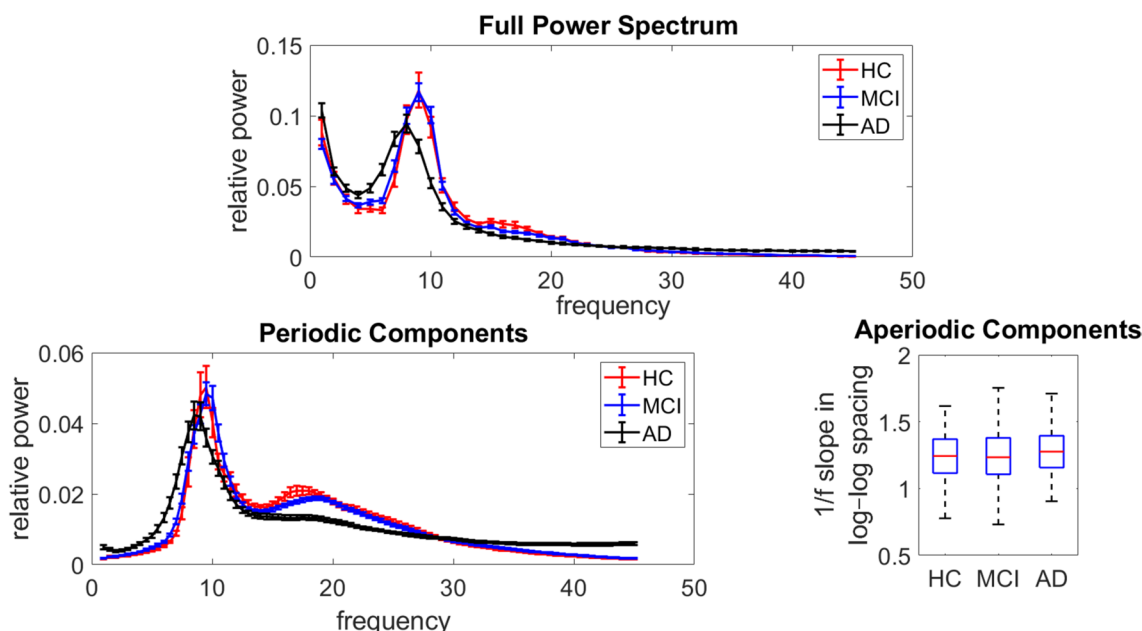 Full Power Spectrum
0.15
0.1
0.05
0
relative power
HC
MCI
AD
0 10 20 30 40 50
frequency
Periodic Components
0.06
0.04
0.02
0
relative power
HC
MCI
AD
0 10 20 30 40 50
frequency
Aperiodic Components
2
1.5
1
0.5
1/f slope in
log−log spacing
HC MCI AD